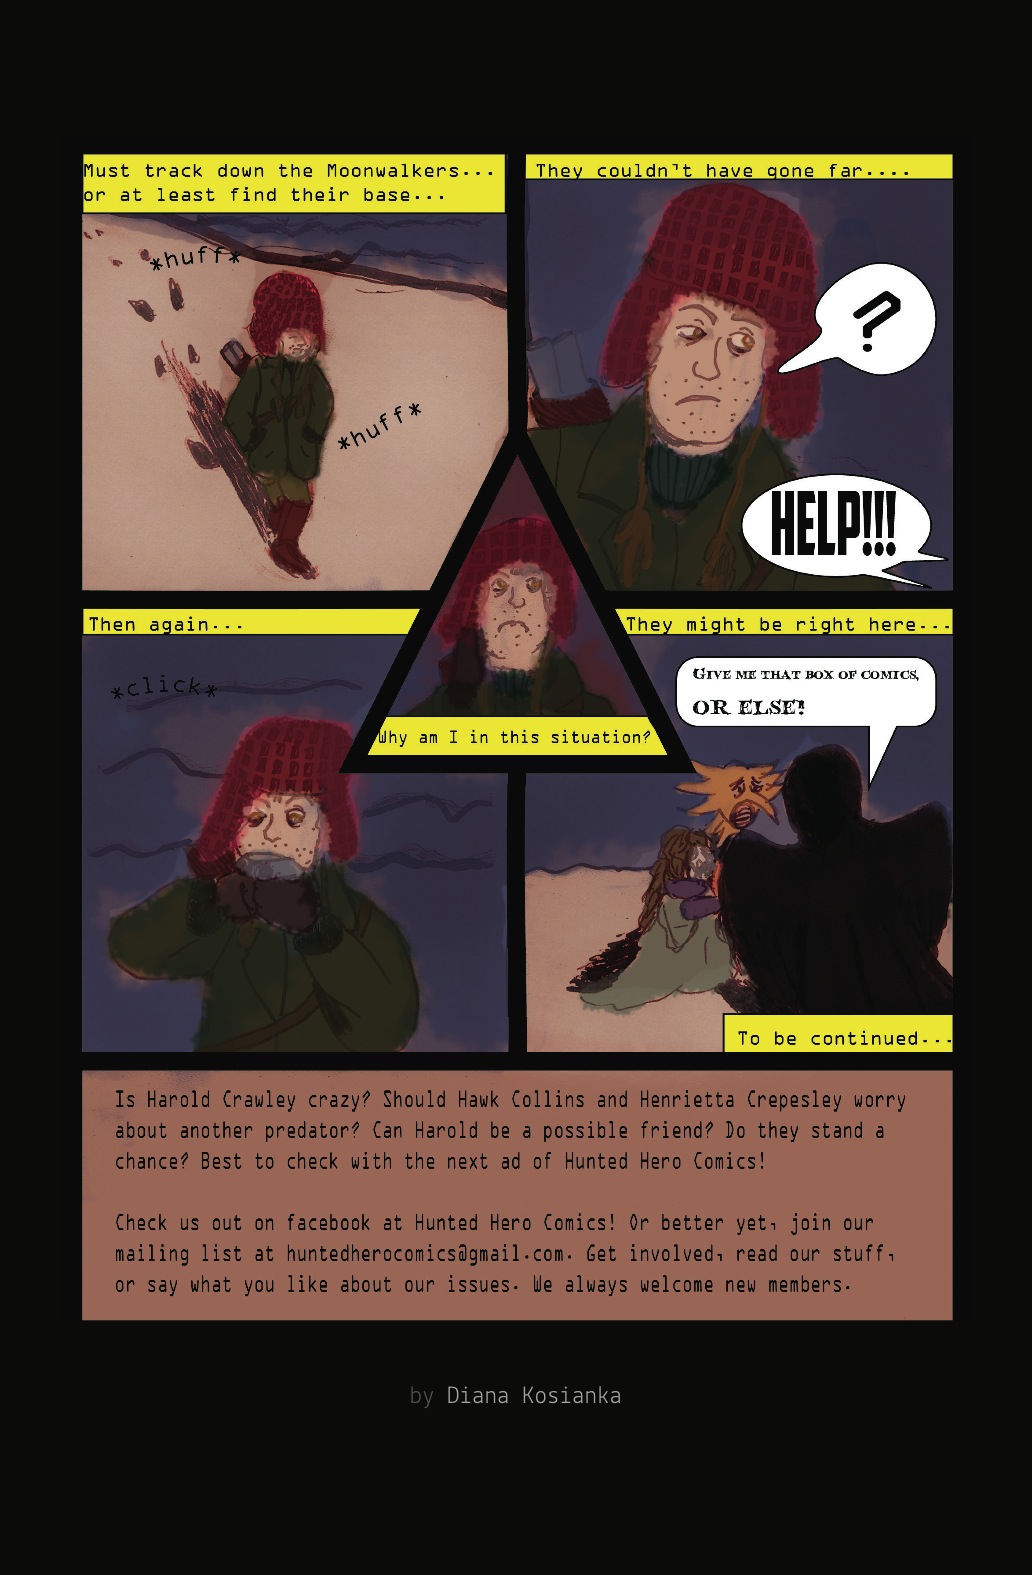 Must track down the Moonwalkers...
or at least find their base...
*huff*
*huff*
They couldn't have gone far....
?
HELP!!!
Why am I in this situation?
Then again...
*click*
They might be right here...
GIVE ME THAT BOX OF COMICS,
OR ELSE!
To be continued...
Is Harold Crawley crazy? Should Hawk Collins and Henrietta Crepesley worry
about another predator? Can Harold be a possible friend? Do they stand a
chance? Best to check with the next ad of Hunted Hero Comics!
Check us out on facebook at Hunted Hero Comics! Or better yet, join our
mailing list at huntedherocomics@gmail.com. Get involved, read our stuff,
or say what you like about our issues. We always welcome new members.
by Diana Kosianka